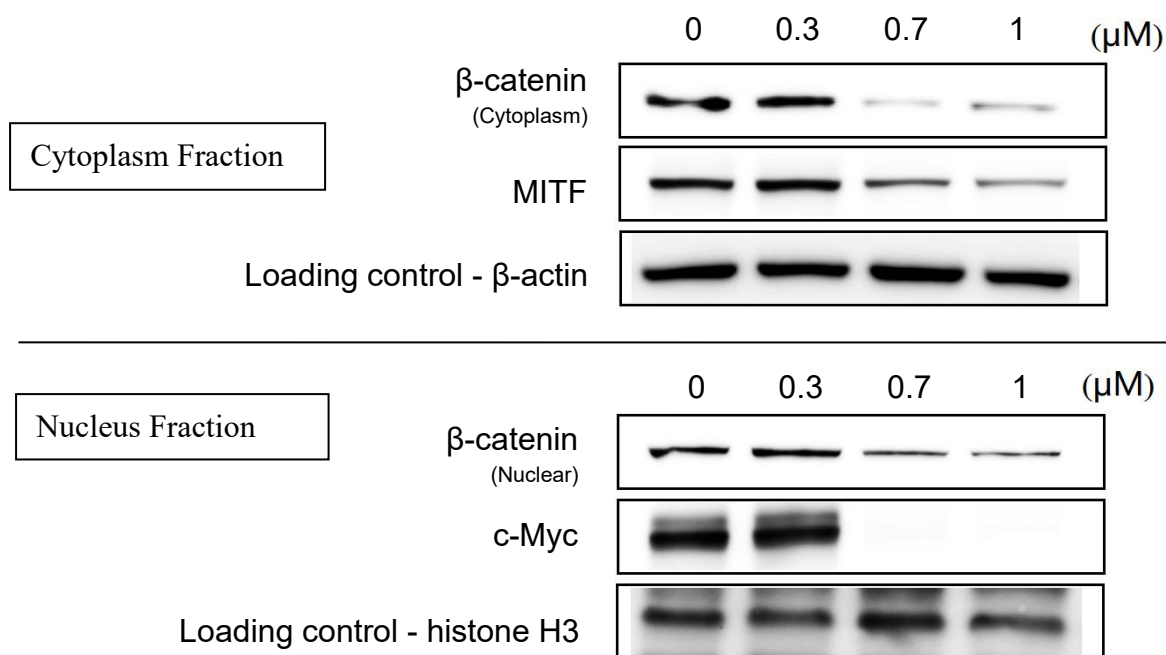 0 0.3 0.7 1 (μM)
β-catenin
(Cytoplasm)
Cytoplasm Fraction
MITF
Loading control - β-actin
0 0.3 0.7 1 (μM)
Nucleus Fraction
β-catenin
(Nuclear)
c-Myc
Loading control - histone H3